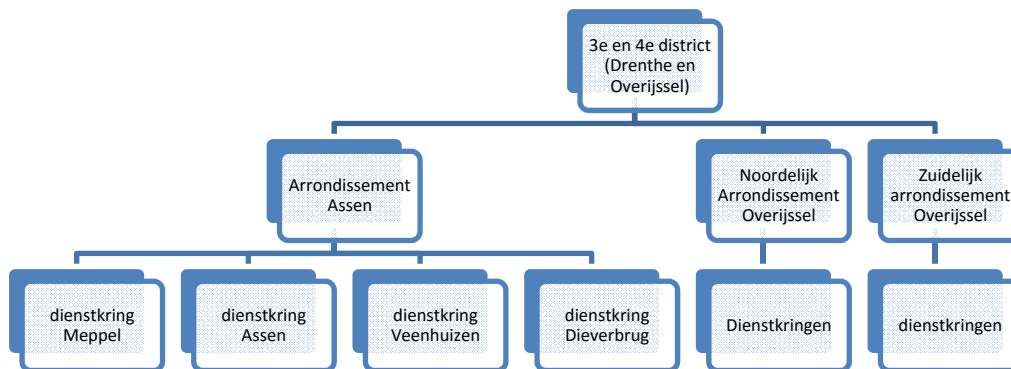 3e en 4e district
(Drenthe en
Overijssel)
Arrondissement
Assen
Noordelijk
Arrondissement
Overijssel
Zuidelijk
arrondissement
Overijssel
dienstkring
Meppel
dienstkring
Assen
dienstkring
Veenhuizen
dienstkring
Dieverbrug
Dienstkringen
dienstkringen